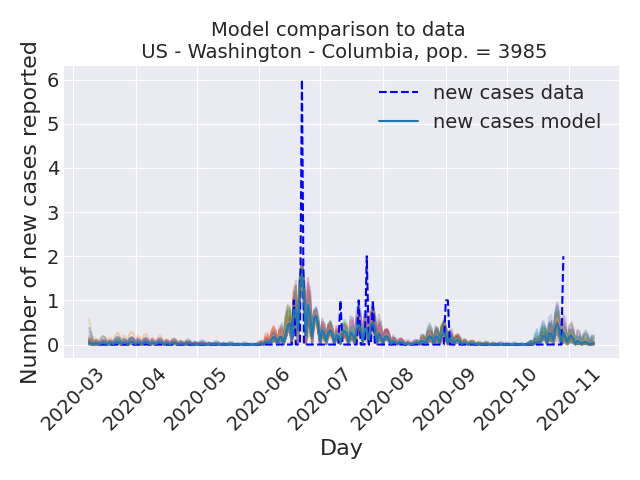 Model comparison to data
US - Washington - Columbia, pop. = 3985
Number of new cases reported
6
5
4
3
2
1
0
new cases data
new cases model
2020-03
2020-04
2020-05
2020-06
2020-07
2020-08
2020-09
2020-10
2020-11
Day